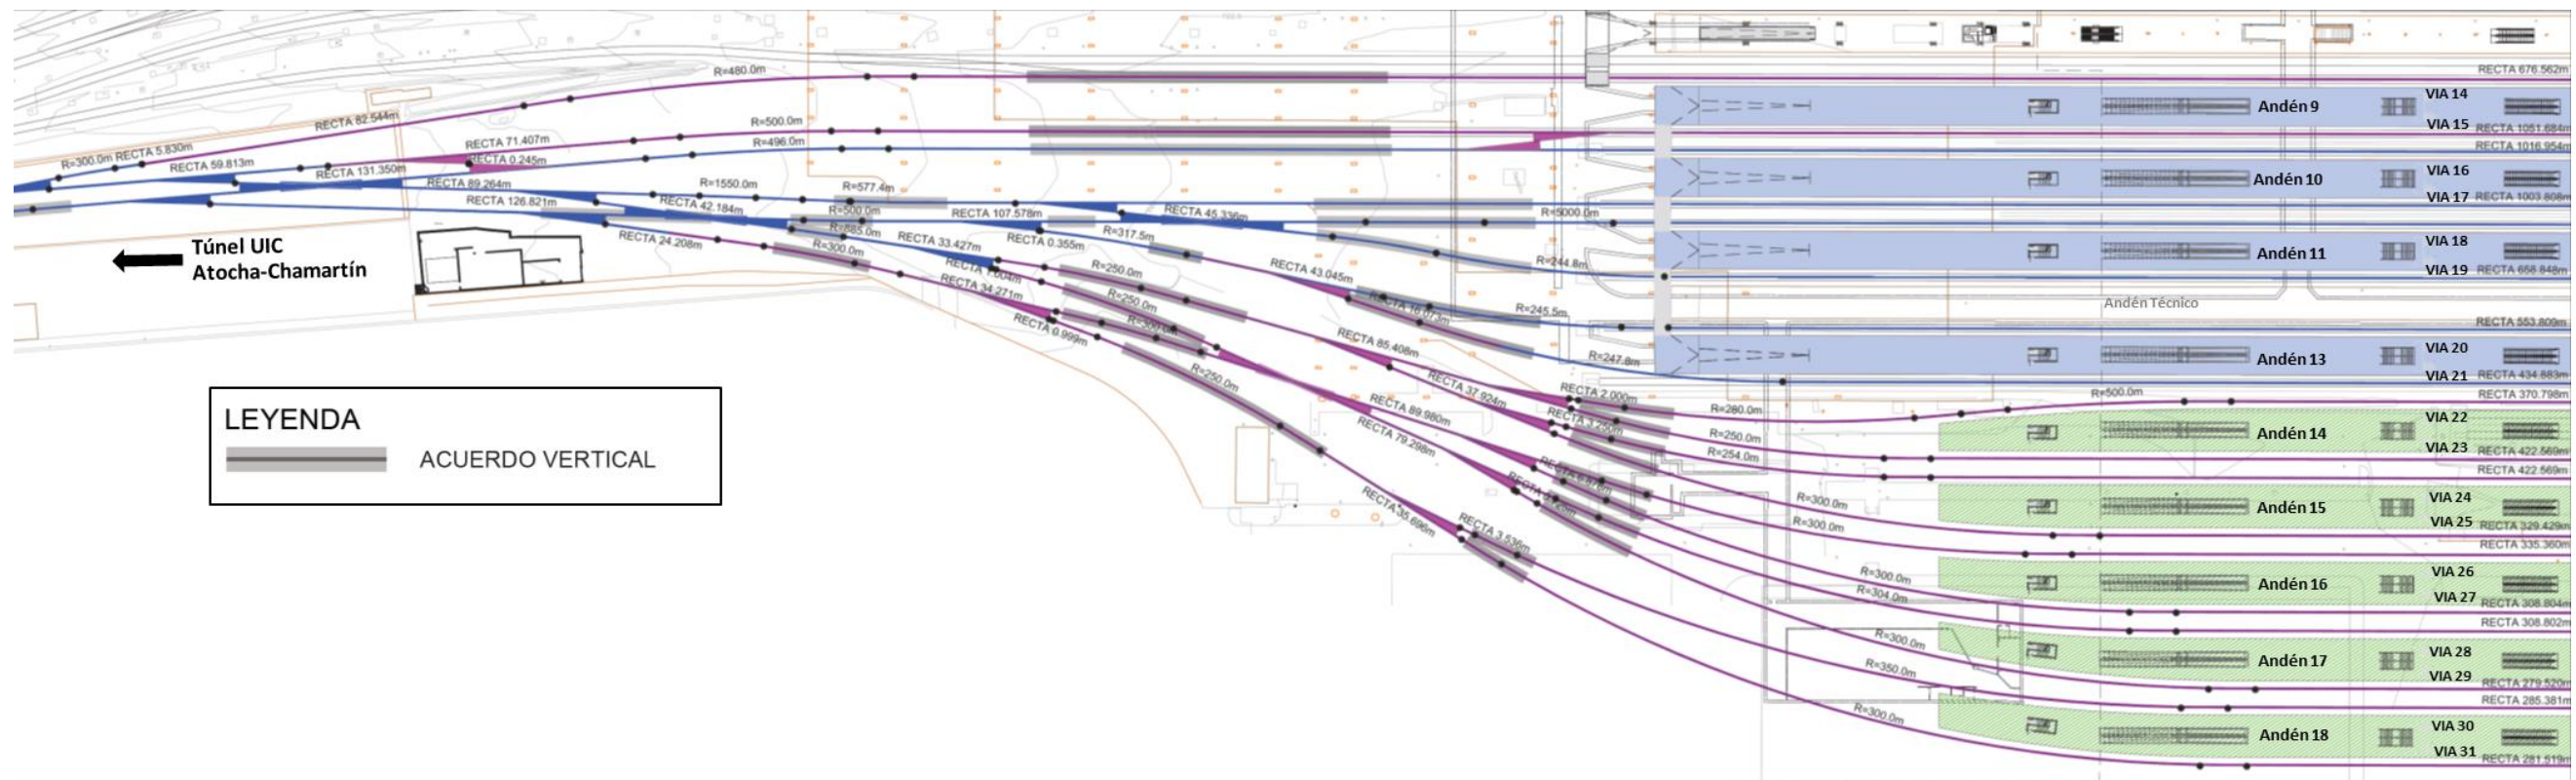 R=480.0m
RECTA 676.562m
RECTA 82.544m
Andén 9
VIA 14
VIA 15
RECTA 1051.684m
R=500.0m
R=496.0m
RECTA 71.407m
RECTA 0.245m
RECTA 1016.954m
R=300.0m RECTA 5.830m
RECTA 59.813m
RECTA 131.350m
RECTA 89.264m
RECTA 126.821m
R=1550.0m
R=577.4m
RECTA 42.184m
R=500.0m
R=885.0m
RECTA 107.578m
RECTA 45.336m
R=5000.0m
Andén 10
VIA 16
VIA 17
RECTA 1003.808m
Túnel UIC
Atocha-Chamartín
RECTA 24.208m
R=300.0m
RECTA 33.427m
RECTA 0.355m
R=317.5m
R=244.8m
Andén 11
VIA 18
VIA 19
RECTA 658.848m
RECTA 34.271m
R=250.0m
RECTA 43.045m
Andén Técnico
R=250.0m
R=245.5m
RECTA 553.809m
RECTA 0.999m
RECTA 85.408m
R=247.8m
Andén 13
VIA 20
VIA 21
RECTA 434.883m
R=250.0m
RECTA 37.924m
RECTA 2.000m
R=280.0m
R=500.0m
RECTA 370.798m
LEYENDA
ACUERDO VERTICAL
RECTA 89.980m
RECTA 3.250m
R=250.0m
R=254.0m
Andén 14
VIA 22
VIA 23
RECTA 422.569m
RECTA 422.569m
RECTA 79.298m
RECTA 35.696m
RECTA 3.536m
R=300.0m
R=300.0m
Andén 15
VIA 24
VIA 25
RECTA 329.429m
RECTA 335.360m
R=300.0m
R=304.0m
Andén 16
VIA 26
VIA 27
RECTA 308.804m
RECTA 308.802m
R=300.0m
R=350.0m
Andén 17
VIA 28
VIA 29
RECTA 279.520m
RECTA 285.381m
R=300.0m
Andén 18
VIA 30
VIA 31
RECTA 281.519m